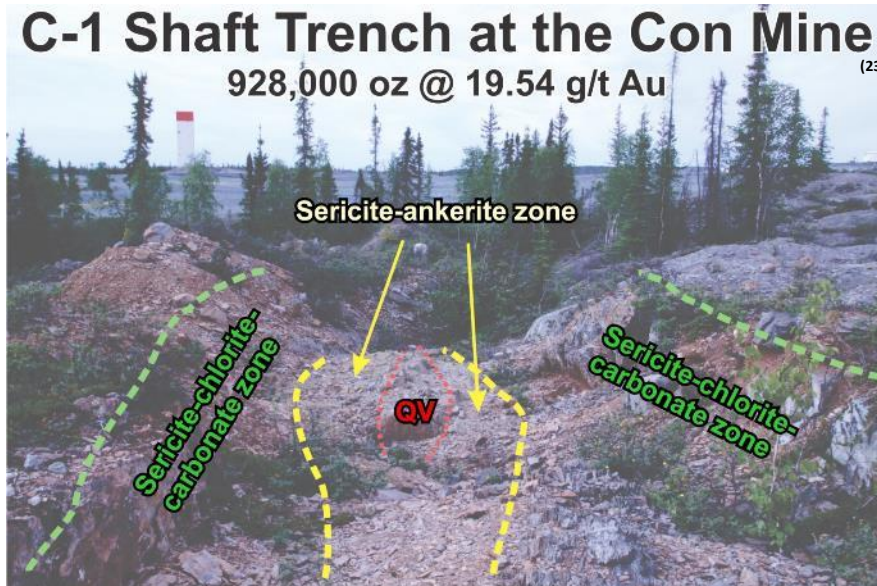 C-1 Shaft Trench at the Con Mine
(23
928,000 oz @ 19.54 g/t Au
Sericite-ankerite zone
Sericite-chlorite-
carbonate zone
QV
Sericite-chlorite-
carbonate zone